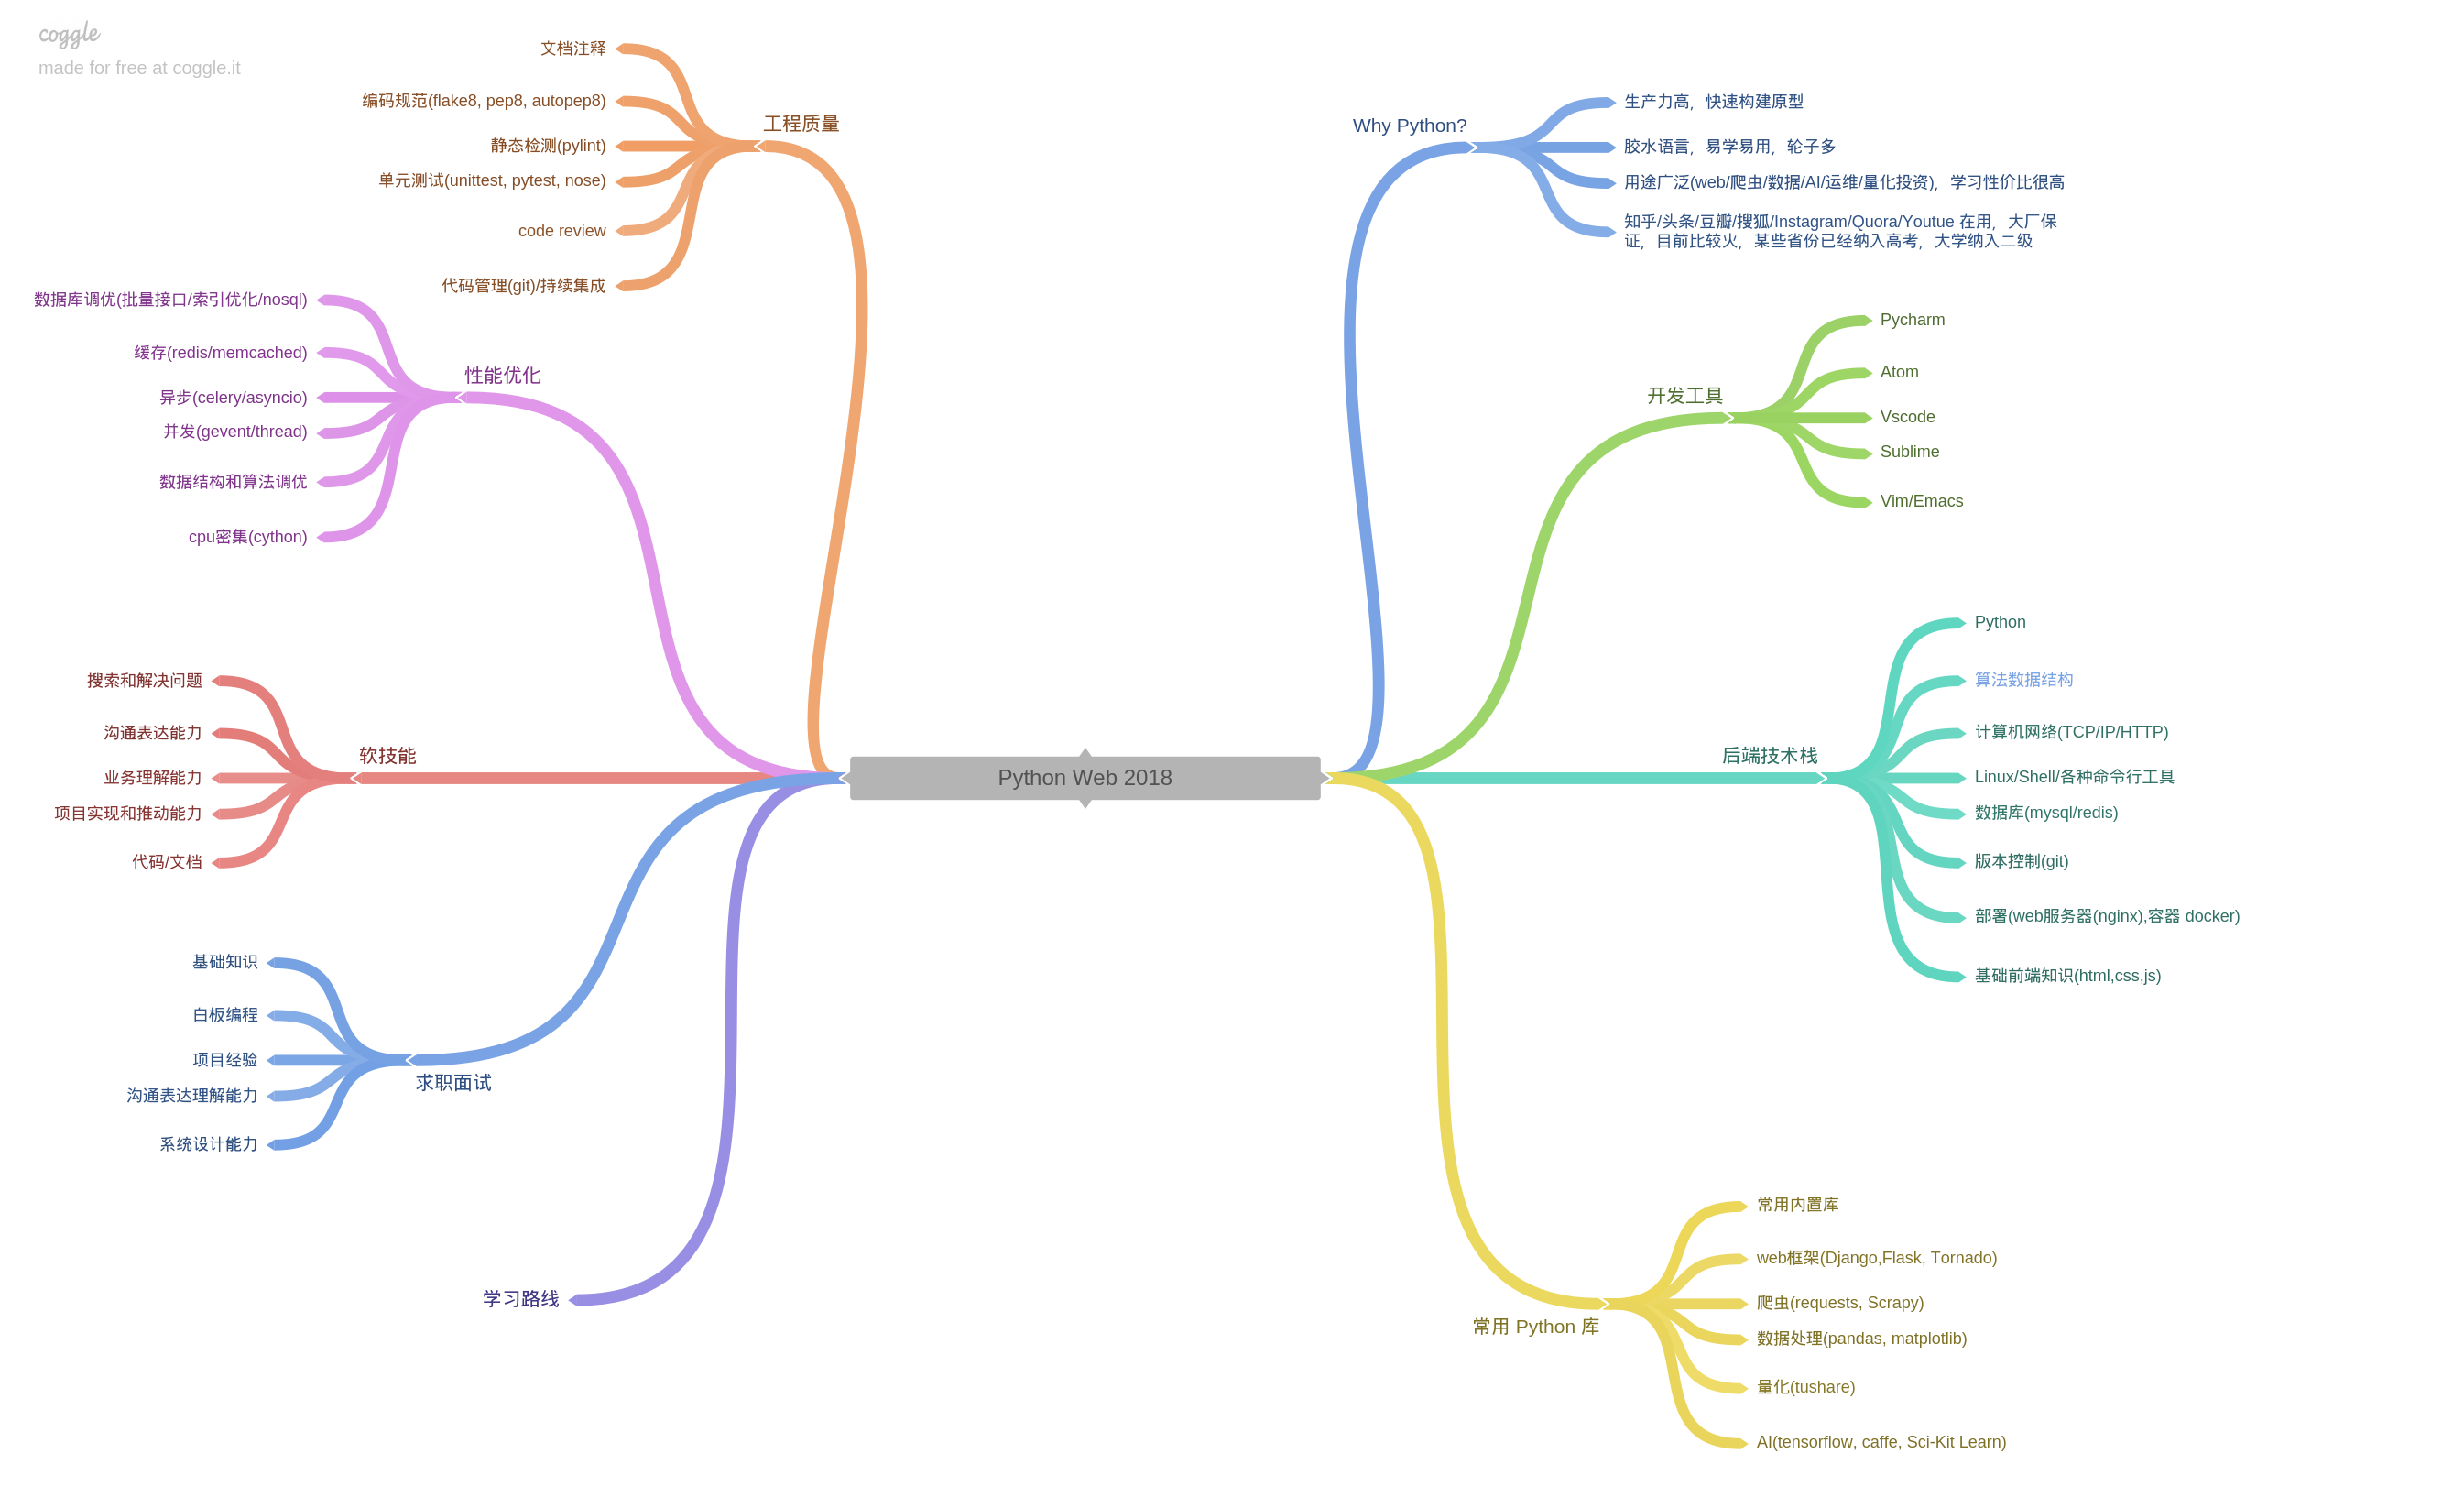 coggle
made for free at coggle.it
Python Web 2018
Why Python?
生产力高，快速构建原型
胶水语言，易学易用，轮子多
用途广泛(web/爬虫/数据/AI/运维/量化投资)，学习性价比很高
知乎/头条/豆瓣/搜狐/Instagram/Quora/Youtue 在用，大厂保
证，目前比较火，某些省份已经纳入高考，大学纳入二级
开发工具
Pycharm
Atom
Vscode
Sublime
Vim/Emacs
后端技术栈
Python
算法数据结构
计算机网络(TCP/IP/HTTP)
Linux/Shell/各种命令行工具
数据库(mysql/redis)
版本控制(git)
部署(web服务器(nginx),容器 docker)
基础前端知识(html,css,js)
常用 Python 库
常用内置库
web框架(Django,Flask, Tornado)
爬虫(requests, Scrapy)
数据处理(pandas, matplotlib)
量化(tushare)
AI(tensorflow, caffe, Sci-Kit Learn)
工程质量
文档注释
编码规范(flake8, pep8, autopep8)
静态检测(pylint)
单元测试(unittest, pytest, nose)
code review
代码管理(git)/持续集成
性能优化
数据库调优(批量接口/索引优化/nosql)
缓存(redis/memcached)
异步(celery/asyncio)
并发(gevent/thread)
数据结构和算法调优
cpu密集(cython)
软技能
搜索和解决问题
沟通表达能力
业务理解能力
项目实现和推动能力
代码/文档
求职面试
基础知识
白板编程
项目经验
沟通表达理解能力
系统设计能力
学习路线